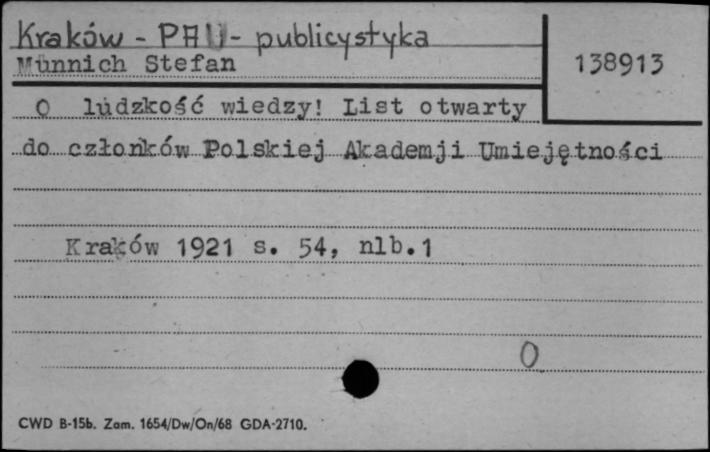 Kraków - PAU - publicystyka
Münnich Stefan
138913
O ludzkość wiedzy! List otwarty
do członków Polskiej Akademji Umiejętności
Kraków 1921 s. 54, nlb.1
O
CWD B-15b. Zam. 1654/Dw/On/68 GDA-2710.